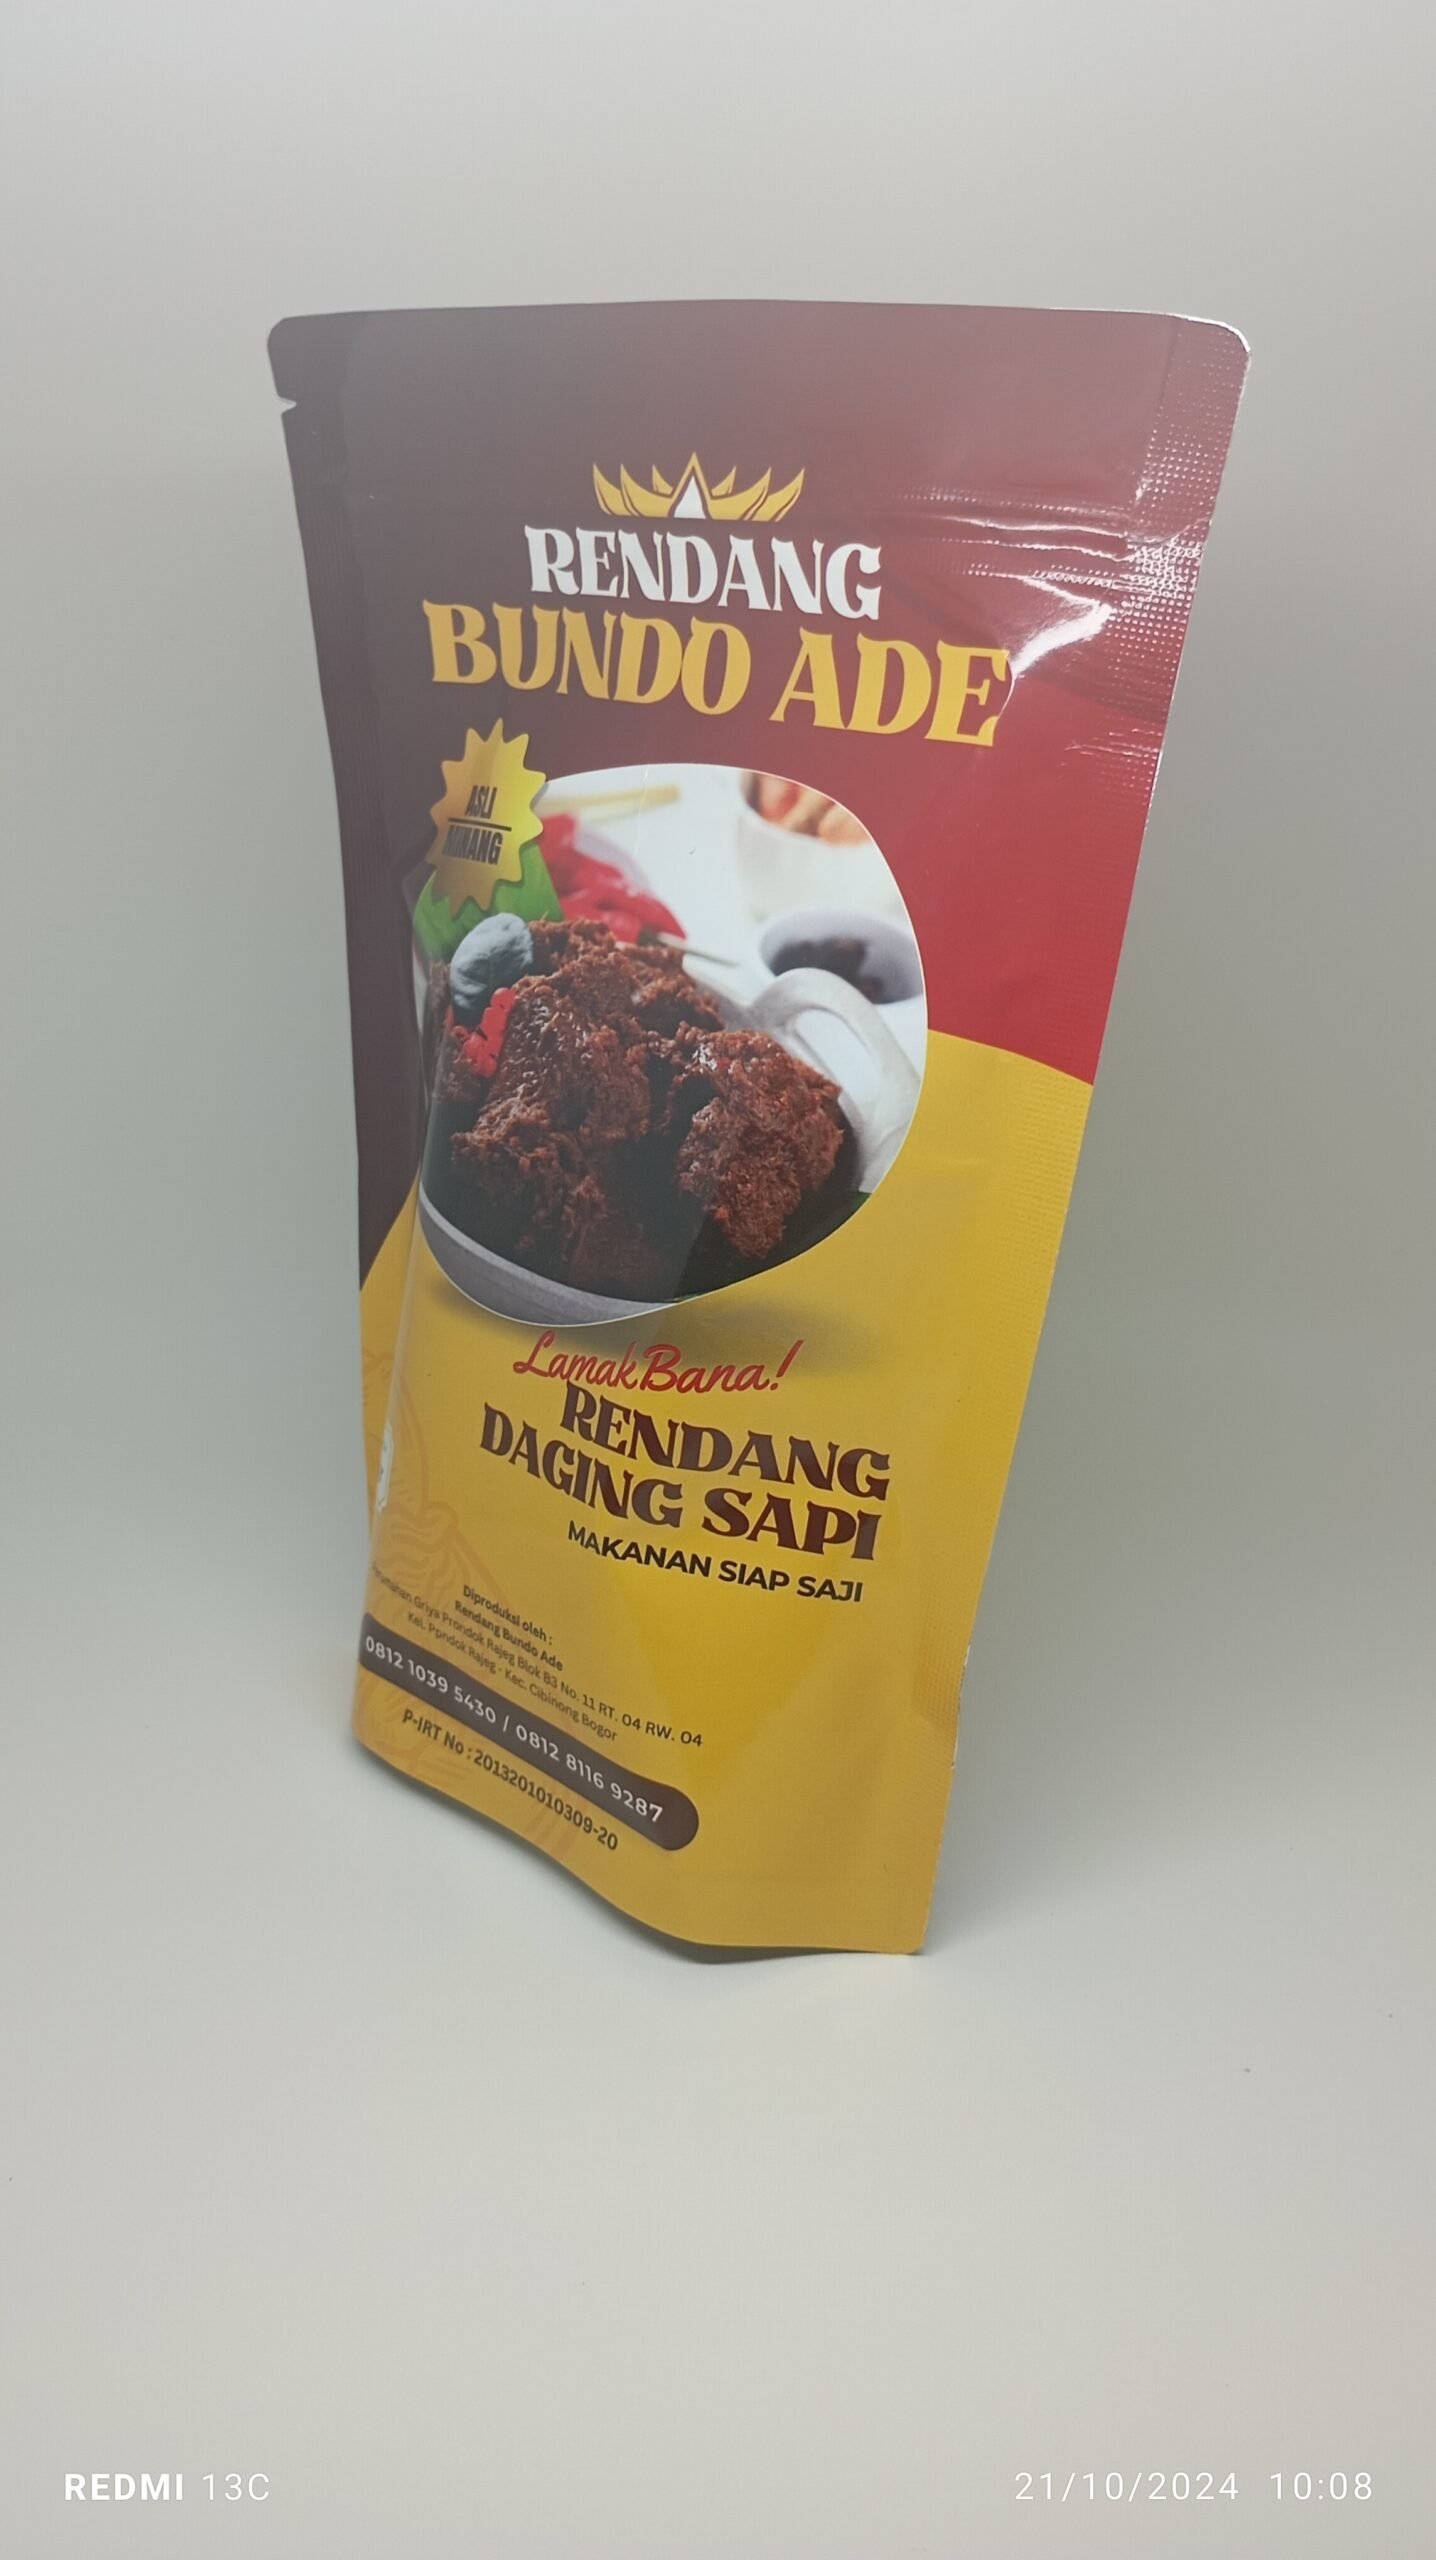 RENDANG
BUNDO ADE
ASLI
MINANG
Lamak Bana!
RENDANG
DAGING SAPI
MAKANAN SIAP SAJI
Diproduksi oleh :
Rendang Bundo Ade
Griya Prondok Rajeg Blok B3 No. 11 RT. 04 RW. 04
Kel. Ppndok Rajeg - Kec. Cibinong Bogor
0812 1039 5430 / 0812 8116 9287
P-IRT No : 2013201010309-20
REDMI 13C
21/10/2024 10:08